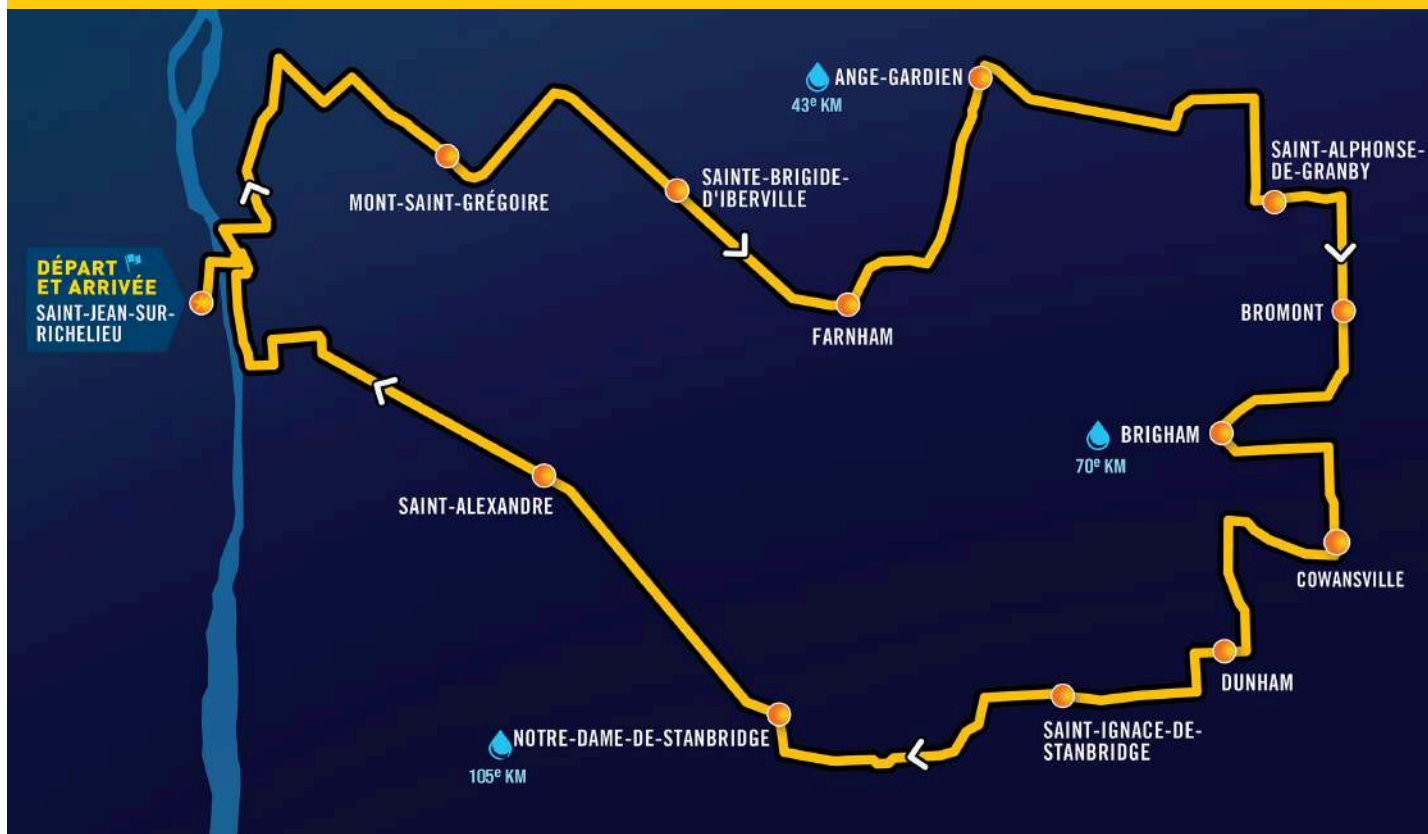 DÉPART
ET ARRIVÉE
SAINT-JEAN-SUR-
RICHELIEU
MONT-SAINT-GRÉGOIRE
SAINTE-BRIGIDE-
D'IBERVILLE
FARNHAM
ANGE-GARDIEN
43e KM
SAINT-ALPHONSE-
DE-GRANBY
BROMONT
BRIGHAM
70e KM
COWANSVILLE
DUNHAM
SAINT-IGNACE-DE-
STANBRIDGE
NOTRE-DAME-DE-STANBRIDGE
105e KM
SAINT-ALEXANDRE